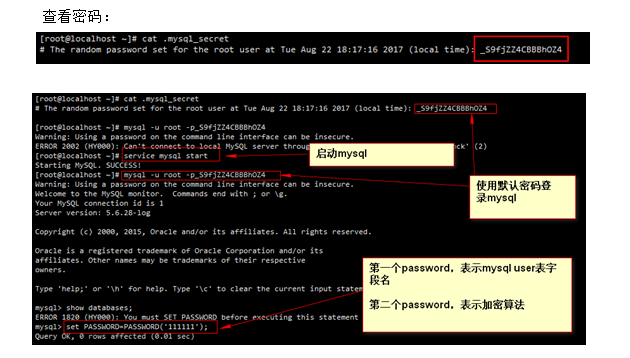 查看密码：
[root@localhost ~]# cat .mysql_secret
# The random password set for the root user at Tue Aug 22 18:17:16 2017 (local time): _S9fjZZ4CBBBhOZ4
[root@localhost ~]# cat .mysql_secret
# The random password set for the root user at Tue Aug 22 18:17:16 2017 (local time): _S9fjZZ4CBBBhOZ4
[root@localhost ~]# mysql -u root -p_S9fjZZ4CBBBhOZ4
Warning: Using a password on the command line interface can be insecure.
ERROR 2002 (HY000): Can't connect to local MySQL server throu ck' (2)
[root@localhost ~]# service mysql start
启动mysql
Starting MySQL. SUCCESS!
[root@localhost ~]# mysql -u root -p_S9fjZZ4CBBBhOZ4
Warning: Using a password on the command line interface can be insecure.
使用默认密码登
录mysql
Welcome to the MySQL monitor.  Commands end with ; or \g.
Your MySQL connection id is 1
Server version: 5.6.28-log
Copyright (c) 2000, 2015, Oracle and/or its affiliates. All rights reserved.
Oracle is a registered trademark of Oracle Corporation and/or its
affiliates. Other names may be trademarks of their respective
owners.
Type 'help;' or '\h' for help. Type '\c' to clear the current input statem
mysql> show databases;
ERROR 1820 (HY000): You must SET PASSWORD before executing this statement
mysql> set PASSWORD=PASSWORD('111111');
Query OK, 0 rows affected (0.01 sec)
第一个password，表示mysql user表字
段名
第二个password，表示加密算法